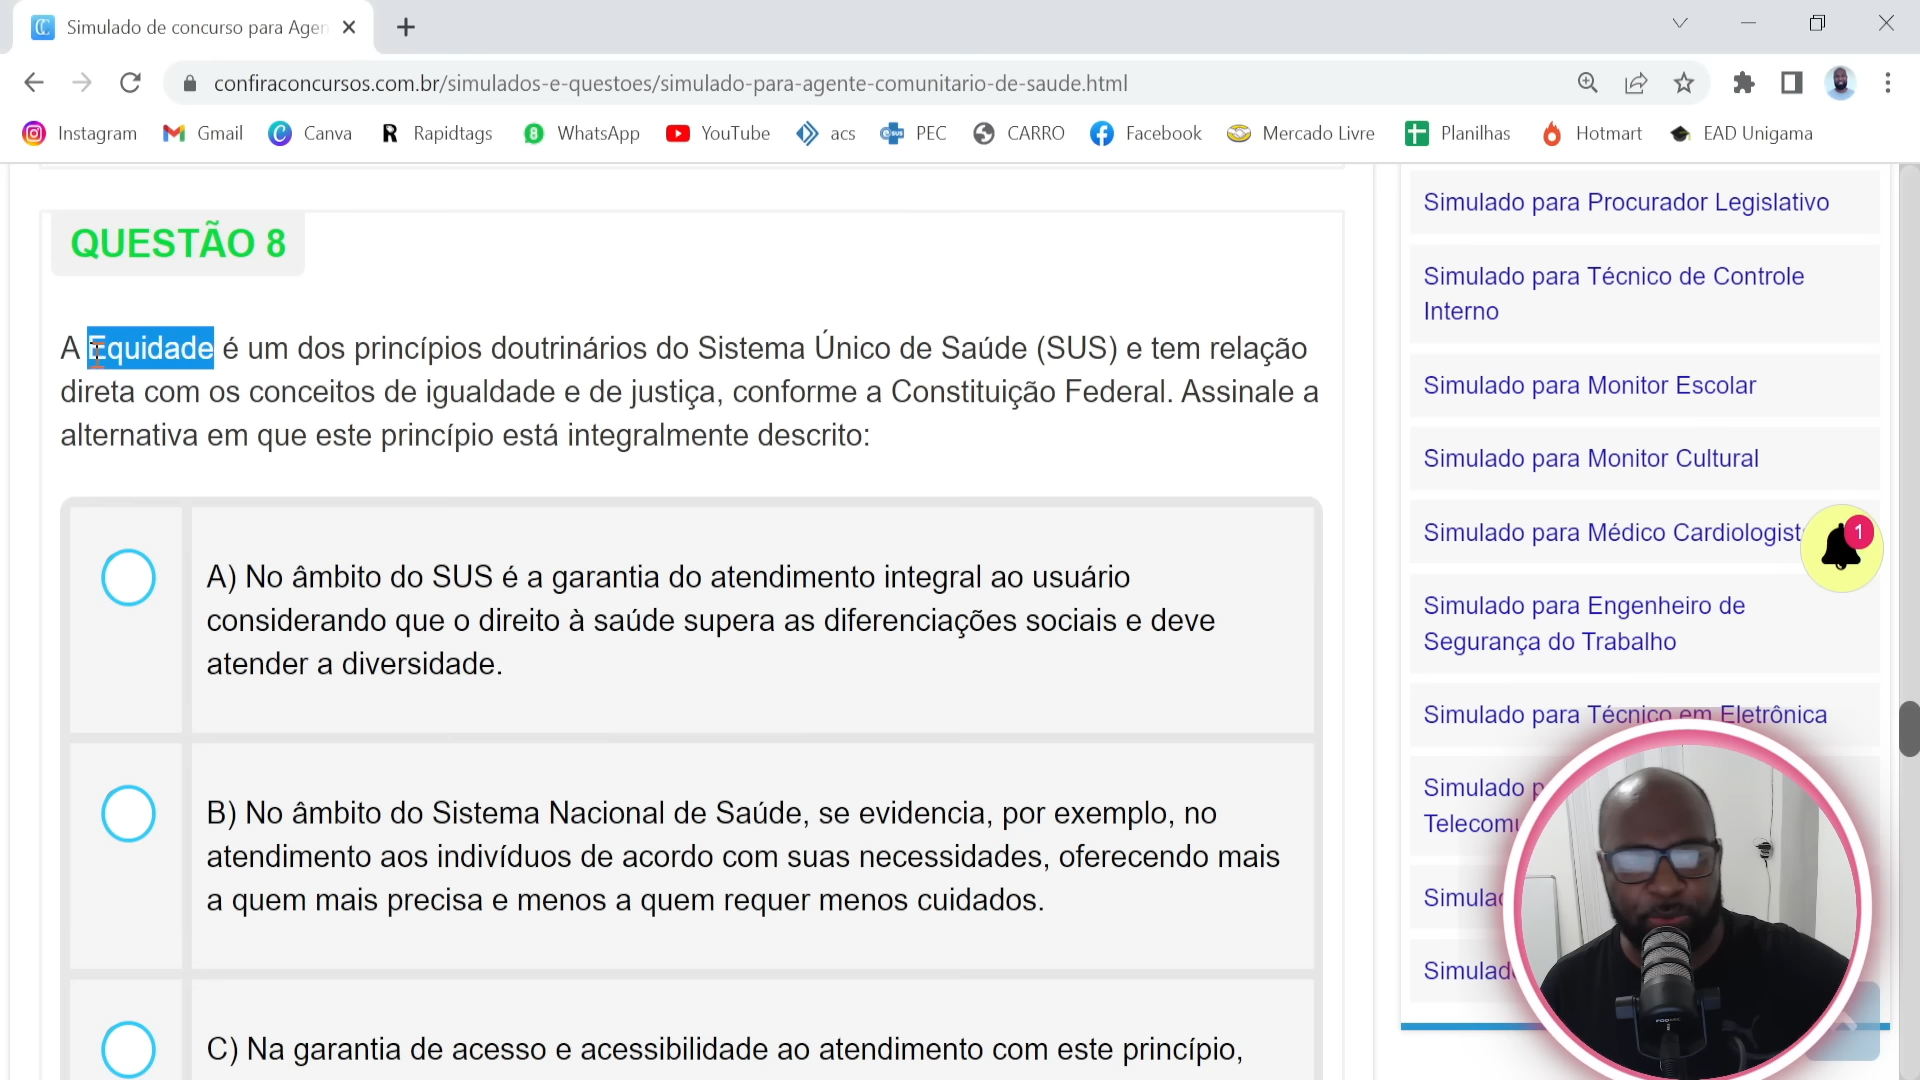 Simulado de concurso para Agen
confiraconcursos.com.br/simulados-e-questoes/simulado-para-agente-comunitario-de-saude.html
Instagram Gmail Canva Rapidtags WhatsApp YouTube acs PEC CARRO Facebook Mercado Livre Planilhas Hotmart EAD Unigama
QUESTÃO 8
A Equidade é um dos princípios doutrinários do Sistema Único de Saúde (SUS) e tem relação
direta com os conceitos de igualdade e de justiça, conforme a Constituição Federal. Assinale a
alternativa em que este princípio está integralmente descrito:
A) No âmbito do SUS é a garantia do atendimento integral ao usuário
considerando que o direito à saúde supera as diferenciações sociais e deve
atender a diversidade.
B) No âmbito do Sistema Nacional de Saúde, se evidencia, por exemplo, no
atendimento aos indivíduos de acordo com suas necessidades, oferecendo mais
a quem mais precisa e menos a quem requer menos cuidados.
C) Na garantia de acesso e acessibilidade ao atendimento com este princípio,
Simulado para Procurador Legislativo
Simulado para Técnico de Controle
Interno
Simulado para Monitor Escolar
Simulado para Monitor Cultural
Simulado para Médico Cardiologist
1
Simulado para Engenheiro de
Segurança do Trabalho
Simulado para Técnico em Eletrônica
Simulado p
Telecomu
Simulad
Simulad